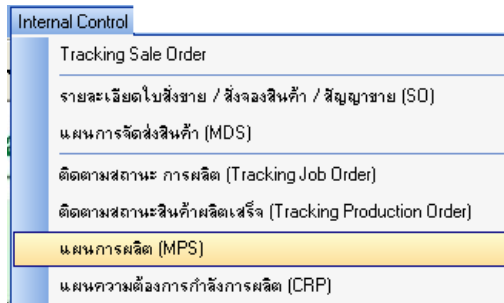 Internal Control
Tracking Sale Order
รายละเอียดใบสั่งขาย / สั่งจองสินค้า / สัญญาขาย (SO)
แผนการจัดส่งสินค้า (MDS)
ติดตามสถานะ การผลิต (Tracking Job Order)
ติดตามสถานะสินค้าผลิตเสร็จ (Tracking Production Order)
แผนการผลิต (MPS)
แผนความต้องการกำลังการผลิต (CRP)